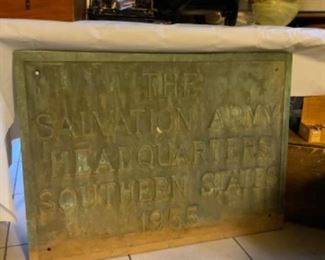 THE
SALVATION ARMY
HEADQUARTERS
SOUTHERN STATES
1955